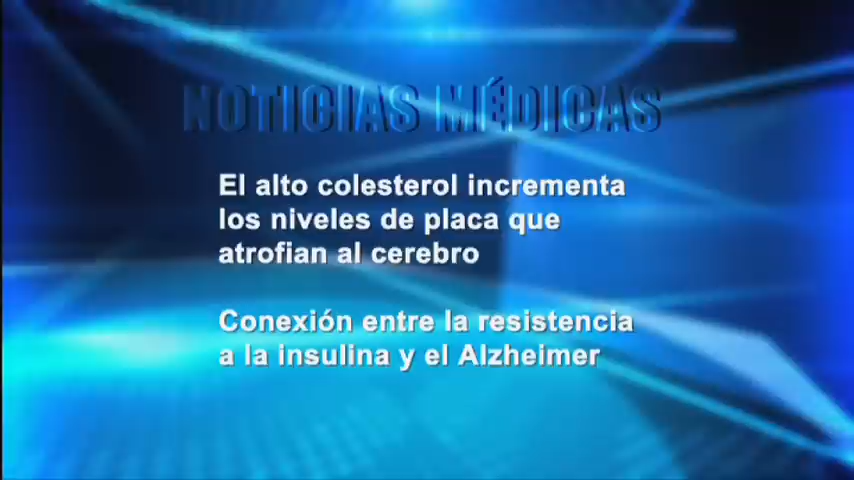 NOTICIAS MÉDICAS
El alto colesterol incrementa
los niveles de placa que
atrofian al cerebro
Conexión entre la resistencia
a la insulina y el Alzheimer